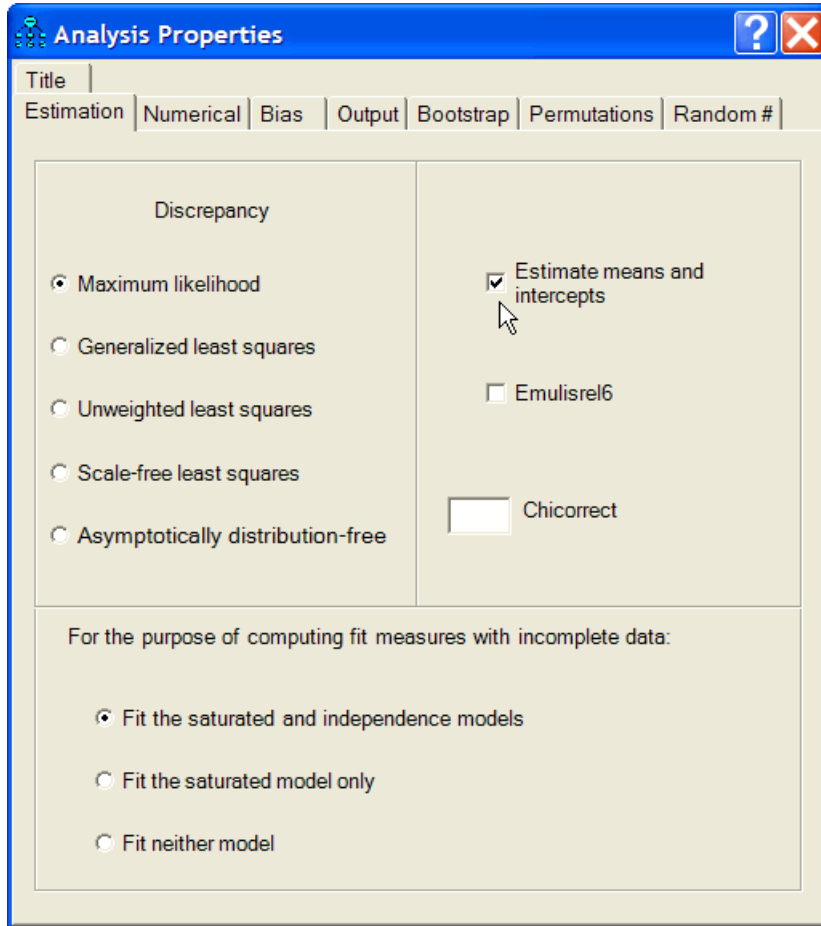 Analysis Properties
?
Title
Estimation Numerical Bias Output Bootstrap Permutations Random #
Discrepancy
Maximum likelihood
Generalized least squares
Unweighted least squares
Scale-free least squares
Asymptotically distribution-free
Estimate means and
intercepts
Emulisrel6
Chicorrect
For the purpose of computing fit measures with incomplete data:
Fit the saturated and independence models
Fit the saturated model only
Fit neither model